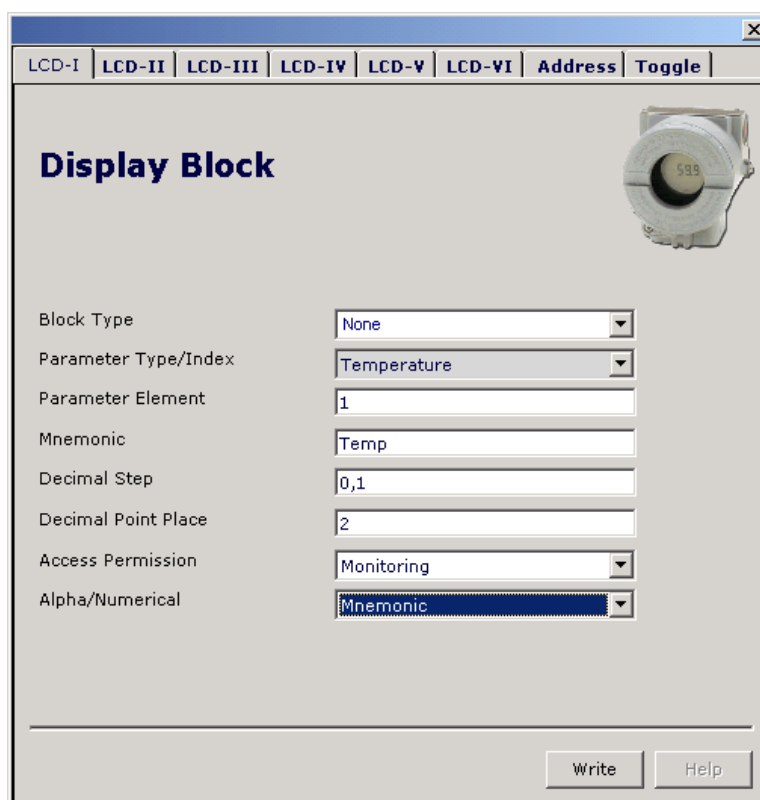 LCD-I LCD-II LCD-III LCD-IV LCD-V LCD-VI Address Toggle
Display Block
59.9
Block Type None
Parameter Type/Index Temperature
Parameter Element 1
Mnemonic Temp
Decimal Step 0,1
Decimal Point Place 2
Access Permission Monitoring
Alpha/Numerical Mnemonic
Write Help